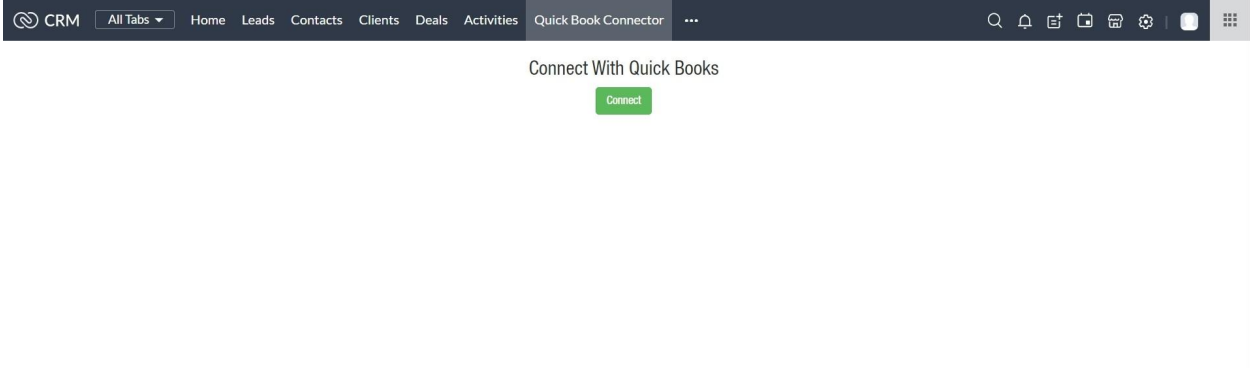 CRM All Tabs Home Leads Contacts Clients Deals Activities Quick Book Connector ...
Connect With Quick Books
Connect